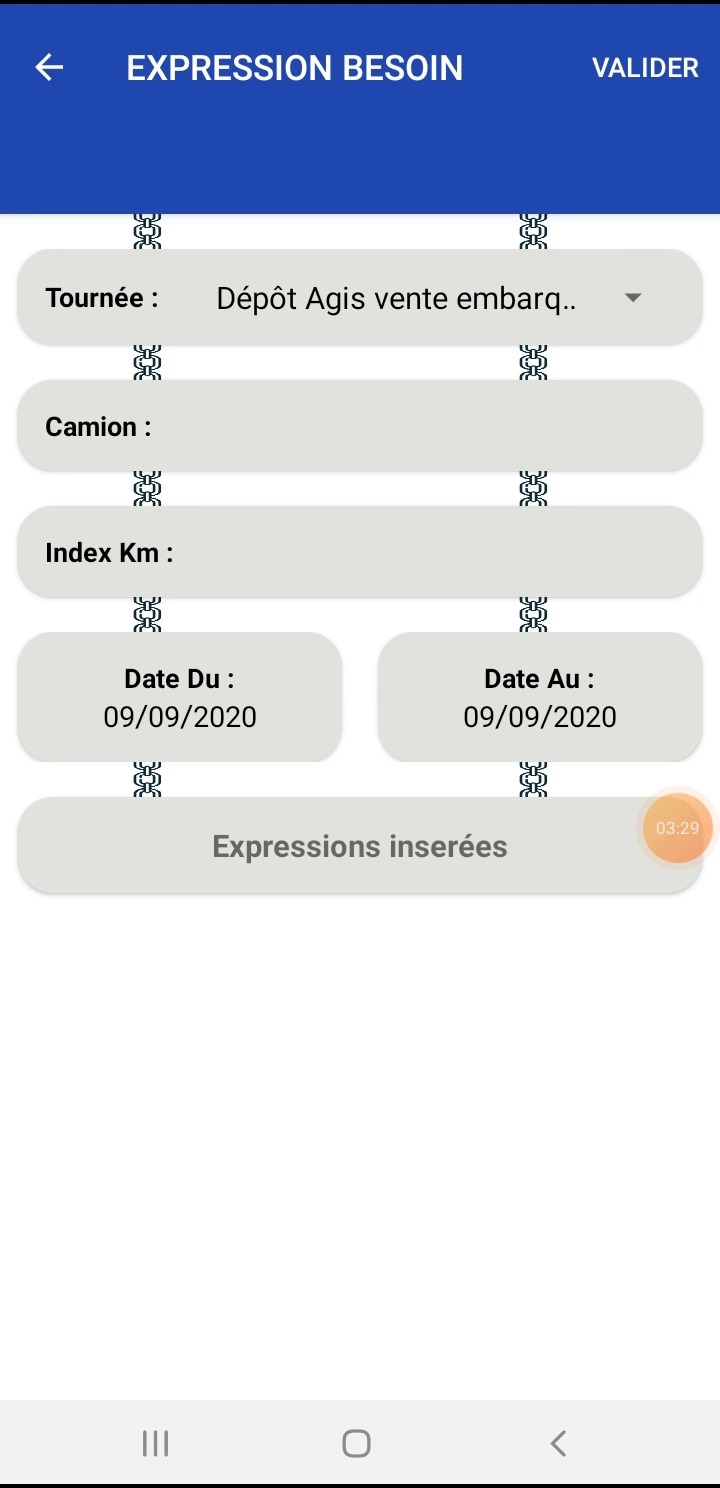 EXPRESSION BESOIN
VALIDER
Tournée :
Dépôt Agis vente embarq..
Camion :
Index Km :
Date Du :
09/09/2020
Date Au :
09/09/2020
Expressions inserées
03:29